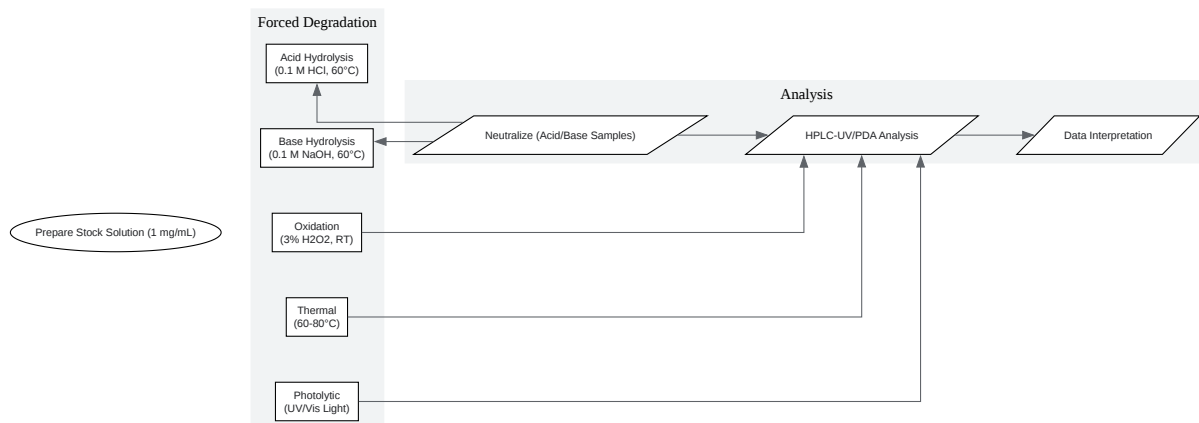 Forced Degradation
Acid Hydrolysis
(0.1 M HCl, 60°C)
Analysis
Base Hydrolysis
(0.1 M NaOH, 60°C)
Neutralize (Acid/Base Samples)
HPLC-UV/PDA Analysis
Data Interpretation
Prepare Stock Solution (1 mg/mL)
Oxidation
(3% H2O2, RT)
Thermal
(60-80°C)
Photolytic
(UV/Vis Light)